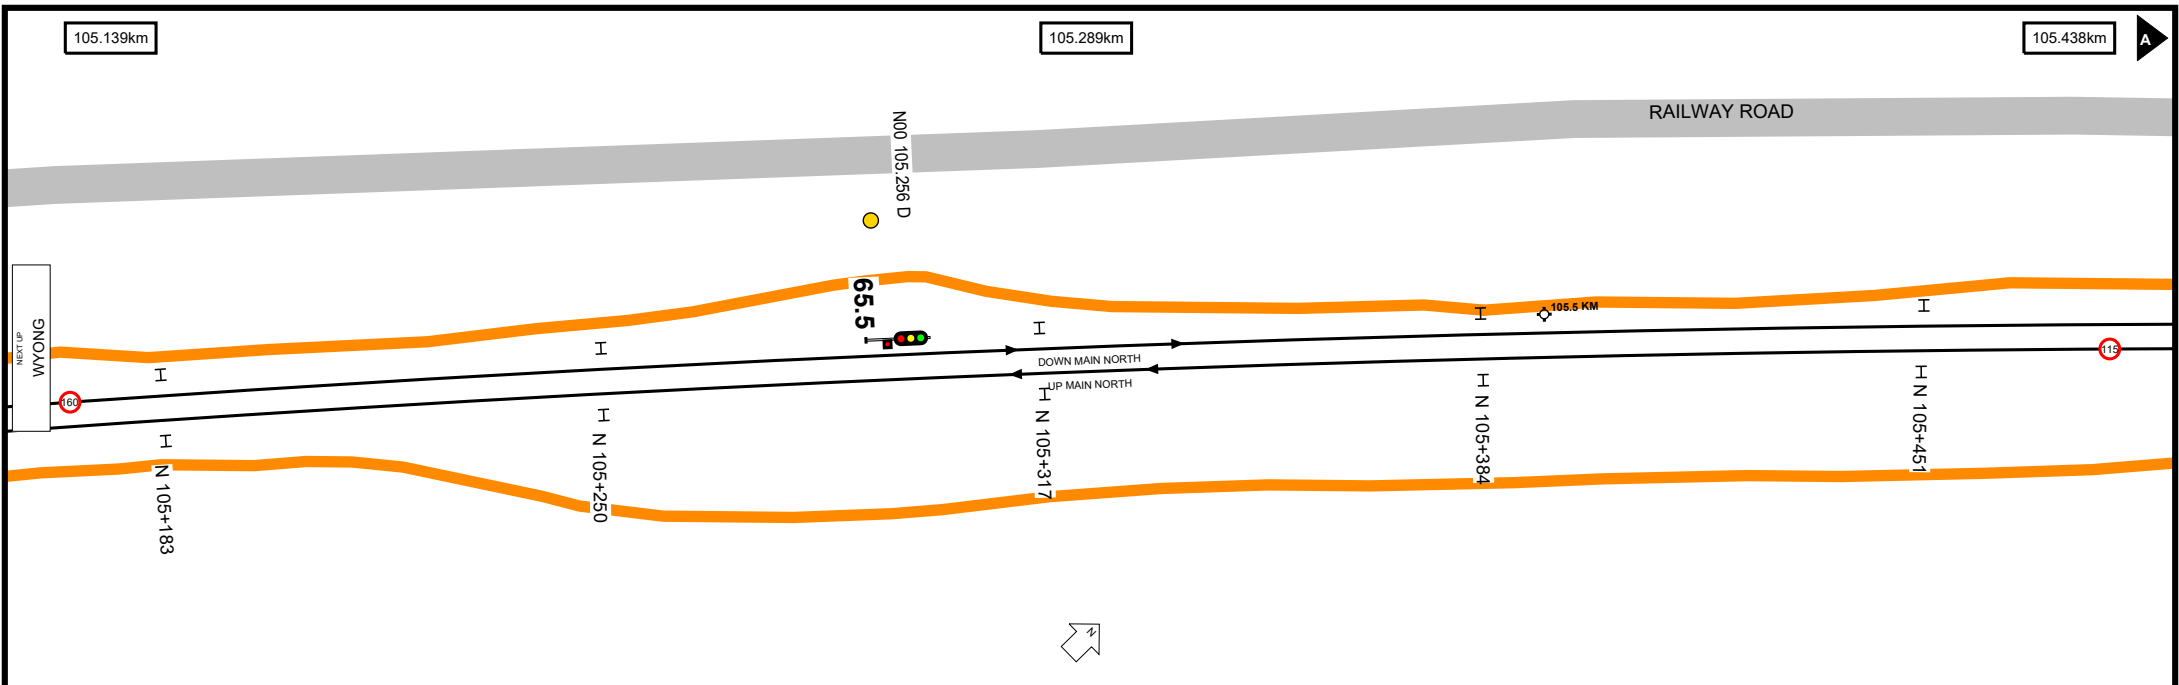 105.139km
105.289km
105.438km
A
RAILWAY ROAD
N00 105.256 D
65.5
105.5 KM
NEXT UP
WYONG
160
DOWN MAIN NORTH
UP MAIN NORTH
115
N 105+183
N 105+250
N 105+317
N 105+384
N 105+451
N